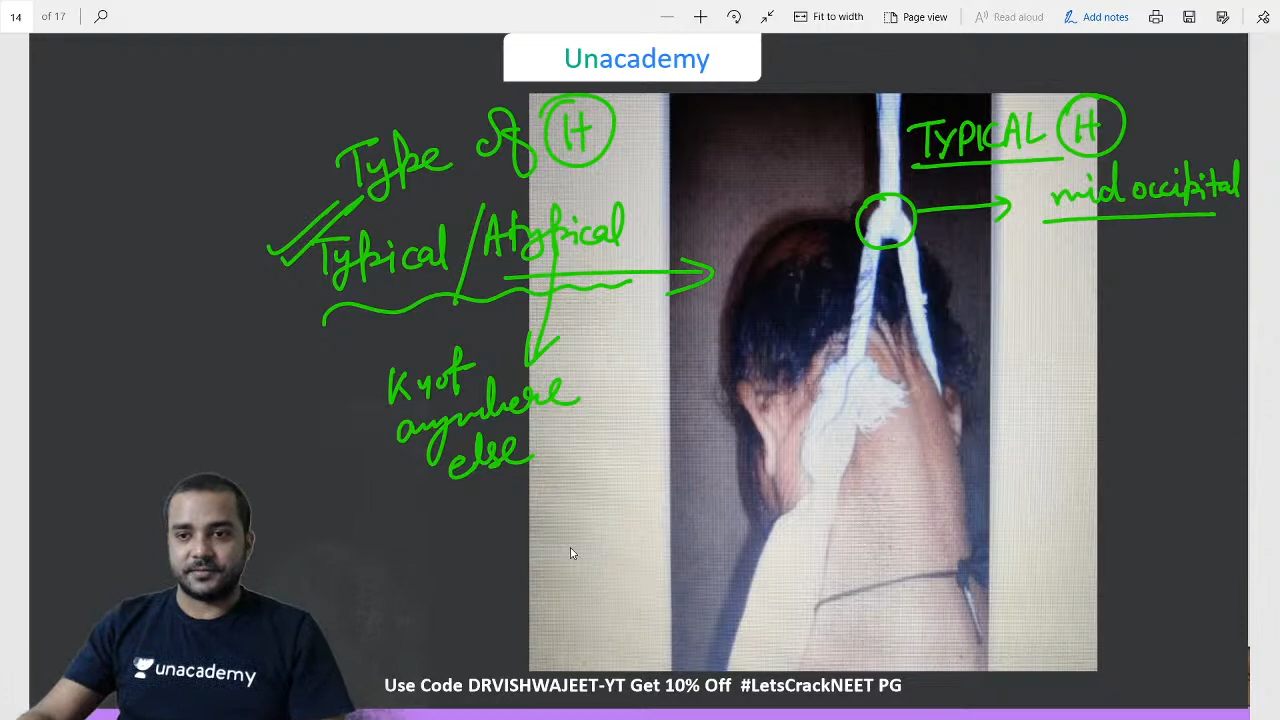 14 of 17
Fit to width
Page view
Read aloud
Add notes
Unacademy
Type of H
Typical / Atypical
Knot
anywhere
else
TYPICAL H
mid occipital
unacademy
Use Code DRVISHWAJEET-YT Get 10% Off #LetsCrackNEET PG